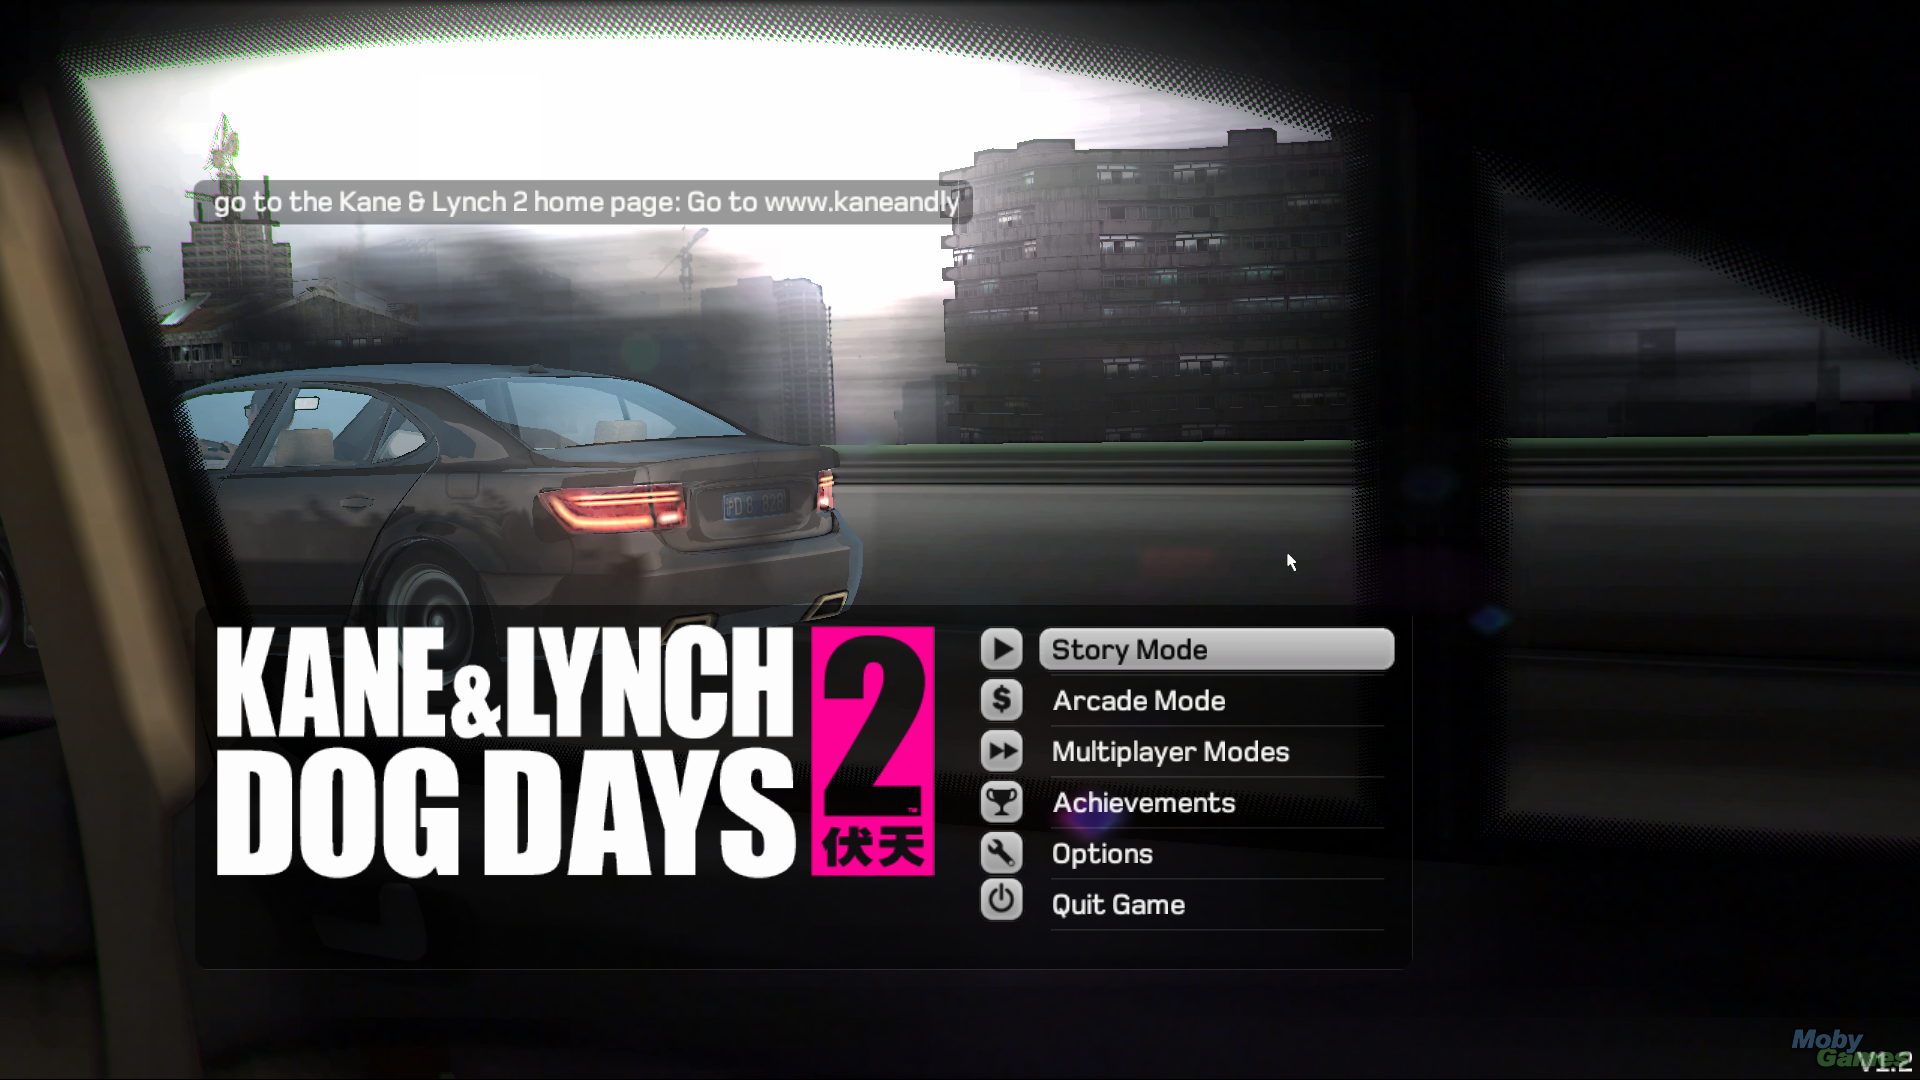 go to the Kane & Lynch 2 home page: Go to www.kaneandly
KANE & LYNCH 2
DOG DAYS
™
伏天
Story Mode
Arcade Mode
Multiplayer Modes
Achievements
Options
Quit Game
Moby
Games
V1.2